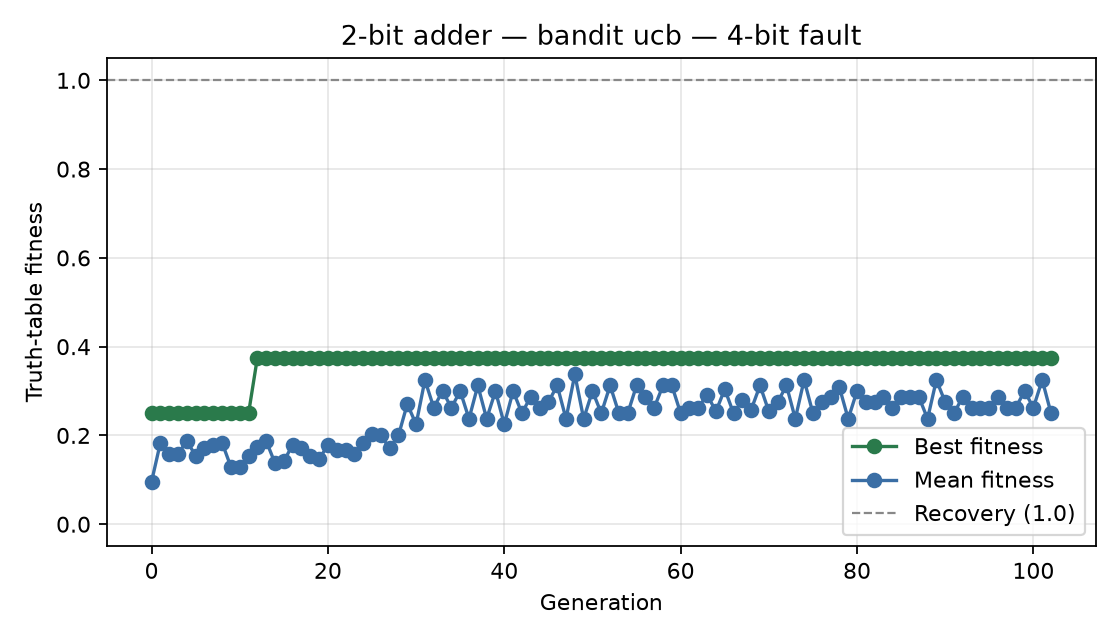 2-bit adder — bandit ucb — 4-bit fault
Truth-table fitness
1.0
0.8
0.6
0.4
0.2
0.0
0 20 40 60 80 100
Generation
Best fitness
Mean fitness
Recovery (1.0)